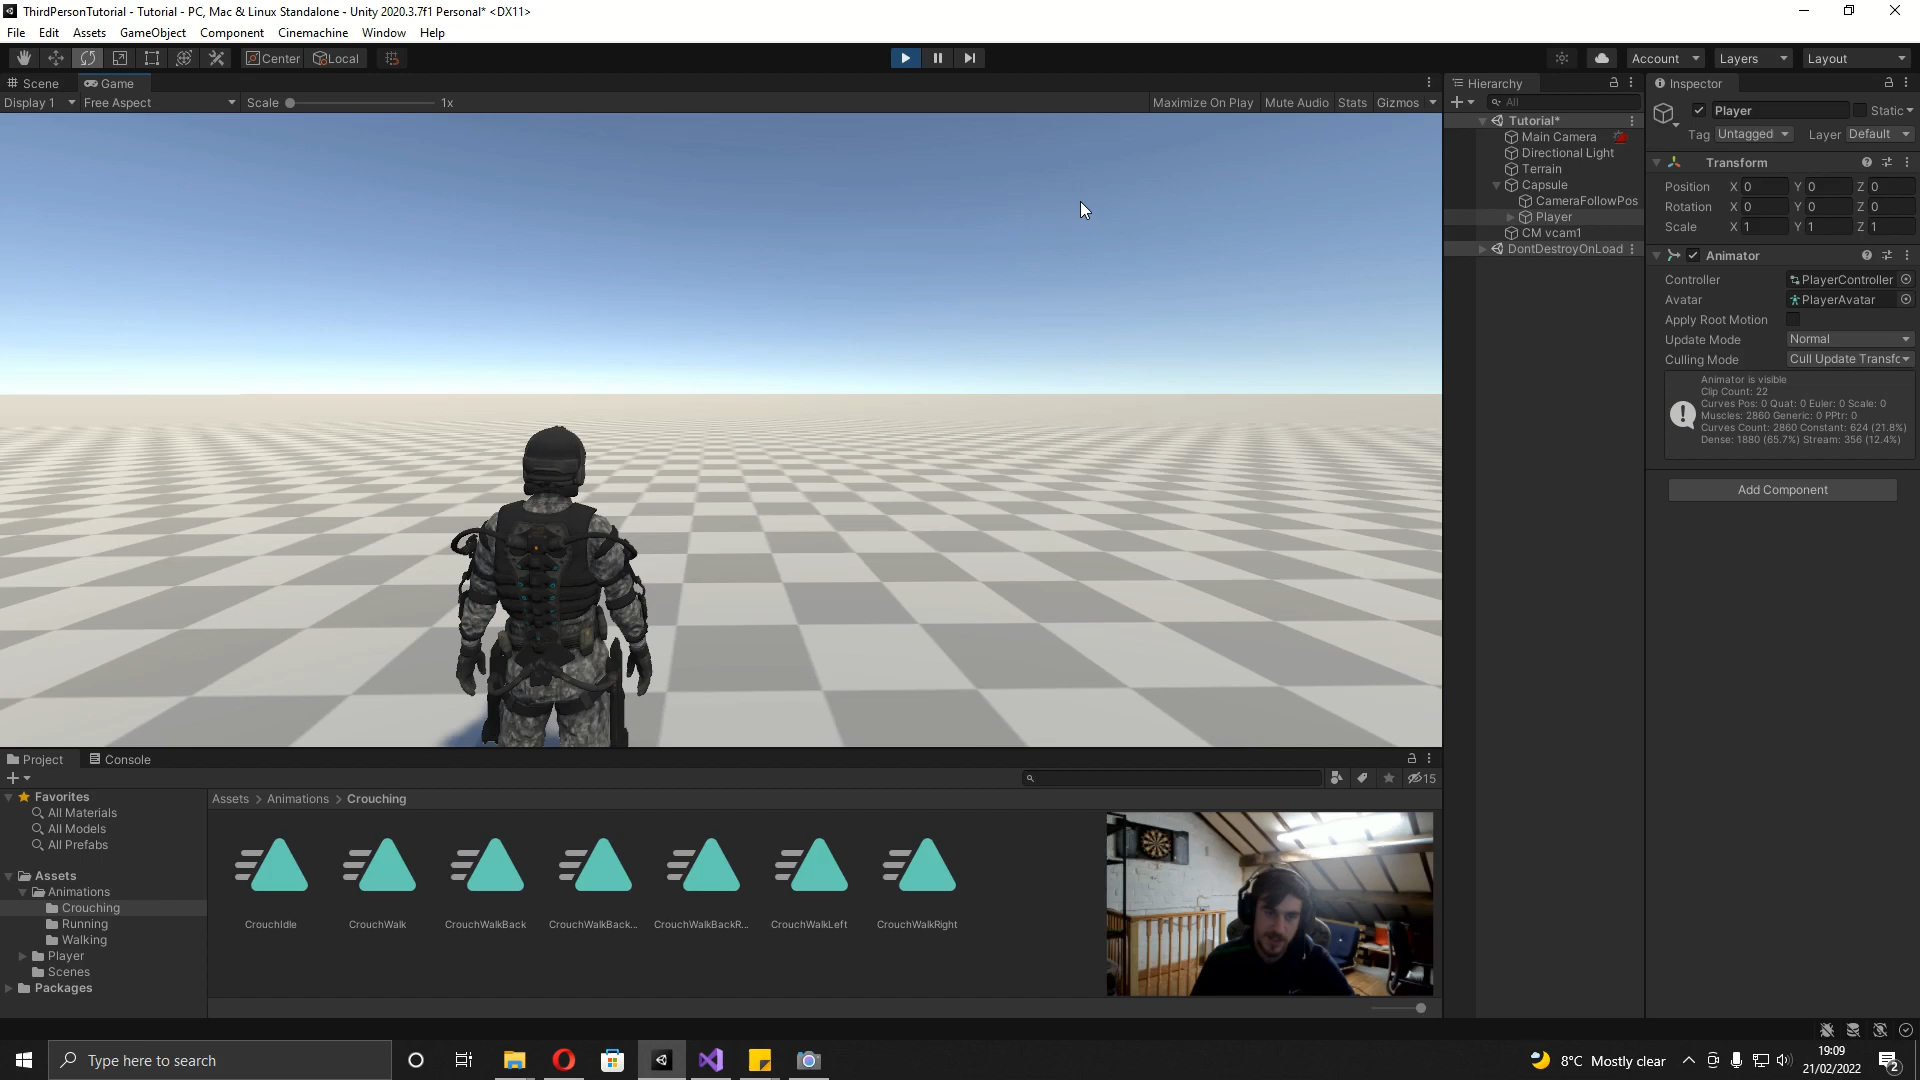 ThirdPersonTutorial - Tutorial - PC, Mac & Linux Standalone - Unity 2020.3.7f1 Personal* <DX11>
File Edit Assets GameObject Component Cinemachine Window Help
Center Local Account Layers Layout
Scene Game
Display 1 Free Aspect Scale 1x Maximize On Play Mute Audio Stats Gizmos
Hierarchy
All
Tutorial*
Main Camera
Directional Light
Terrain
Capsule
CameraFollowPos
Player
CM vcam1
DontDestroyOnLoad
Inspector
Player Static
Tag Untagged Layer Default
Transform
Position X 0 Y 0 Z 0
Rotation X 0 Y 0 Z 0
Scale X 1 Y 1 Z 1
Animator
Controller PlayerController
Avatar PlayerAvatar
Apply Root Motion
Update Mode Normal
Culling Mode Cull Update Transfc
Animator is visible
Clip Count: 22
Curves Pos: 0 Quat: 0 Euler: 0 Scale: 0
Muscles: 2860 Generic: 0 PPtr: 0
Curves Count: 2860 Constant: 624 (21.8%)
Dense: 1880 (65.7%) Stream: 356 (12.4%)
Add Component
Project Console
15
Favorites
All Materials
All Models
All Prefabs
Assets
Animations
Crouching
Running
Walking
Player
Scenes
Packages
Assets > Animations > Crouching
CrouchIdle CrouchWalk CrouchWalkBack CrouchWalkBack... CrouchWalkBackR... CrouchWalkLeft CrouchWalkRight
Type here to search
8°C Mostly clear
19:09
21/02/2022
2